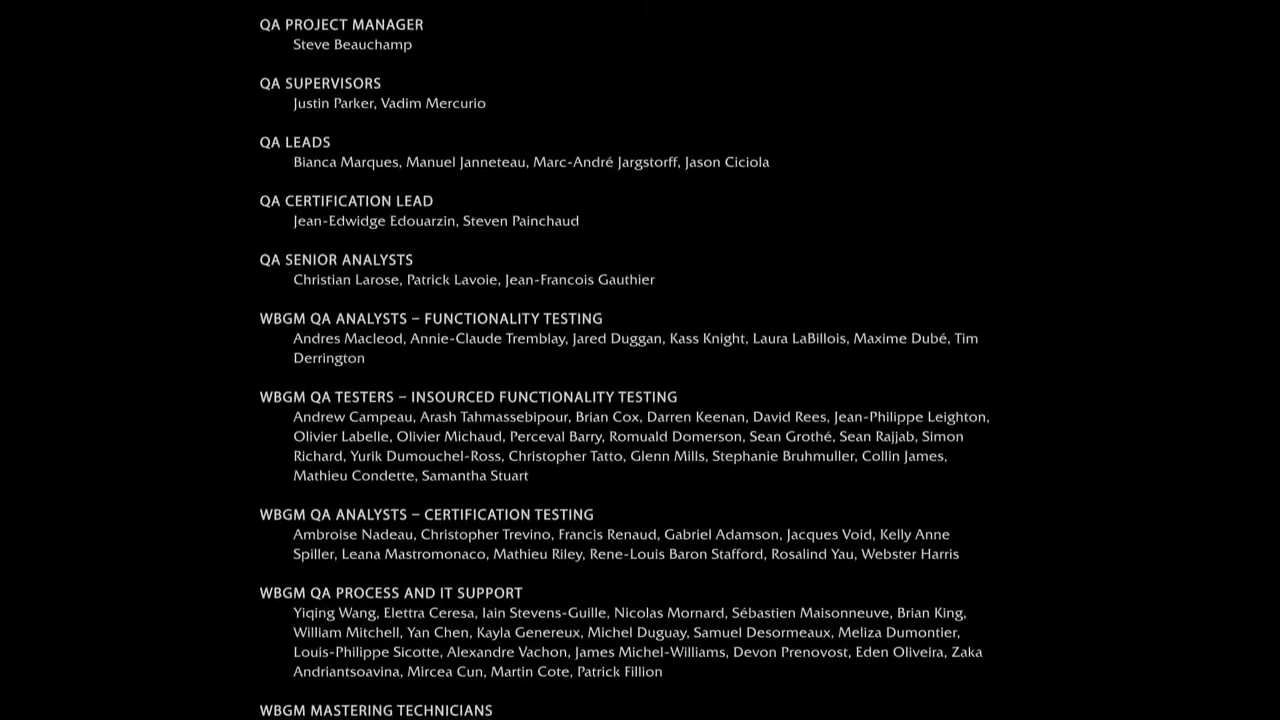 QA PROJECT MANAGER
Steve Beauchamp
QA SUPERVISORS
Justin Parker, Vadim Mercurio
QA LEADS
Bianca Marques, Manuel Janneteau, Marc-André Jargstorff, Jason Ciciola
QA CERTIFICATION LEAD
Jean-Edwidge Edouarzin, Steven Painchaud
QA SENIOR ANALYSTS
Christian Larose, Patrick Lavoie, Jean-Francois Gauthier
WBGM QA ANALYSTS – FUNCTIONALITY TESTING
Andres Macleod, Annie-Claude Tremblay, Jared Duggan, Kass Knight, Laura LaBillois, Maxime Dubé, Tim
Derrington
WBGM QA TESTERS – INSOURCED FUNCTIONALITY TESTING
Andrew Campeau, Arash Tahmassebipour, Brian Cox, Darren Keenan, David Rees, Jean-Philippe Leighton,
Olivier Labelle, Olivier Michaud, Perceval Barry, Romuald Domerson, Sean Grothé, Sean Rajjab, Simon
Richard, Yurik Dumouchel-Ross, Christopher Tatto, Glenn Mills, Stephanie Bruhmuller, Collin James,
Mathieu Condette, Samantha Stuart
WBGM QA ANALYSTS – CERTIFICATION TESTING
Ambroise Nadeau, Christopher Trevino, Francis Renaud, Gabriel Adamson, Jacques Void, Kelly Anne
Spiller, Leana Mastromonaco, Mathieu Riley, Rene-Louis Baron Stafford, Rosalind Yau, Webster Harris
WBGM QA PROCESS AND IT SUPPORT
Yiqing Wang, Elettra Ceresa, Iain Stevens-Guille, Nicolas Mornard, Sébastien Maisonneuve, Brian King,
William Mitchell, Yan Chen, Kayla Genereux, Michel Duguay, Samuel Desormeaux, Meliza Dumontier,
Louis-Philippe Sicotte, Alexandre Vachon, James Michel-Williams, Devon Prenovost, Eden Oliveira, Zaka
Andriantsoavina, Mircea Cun, Martin Cote, Patrick Fillion
WBGM MASTERING TECHNICIANS